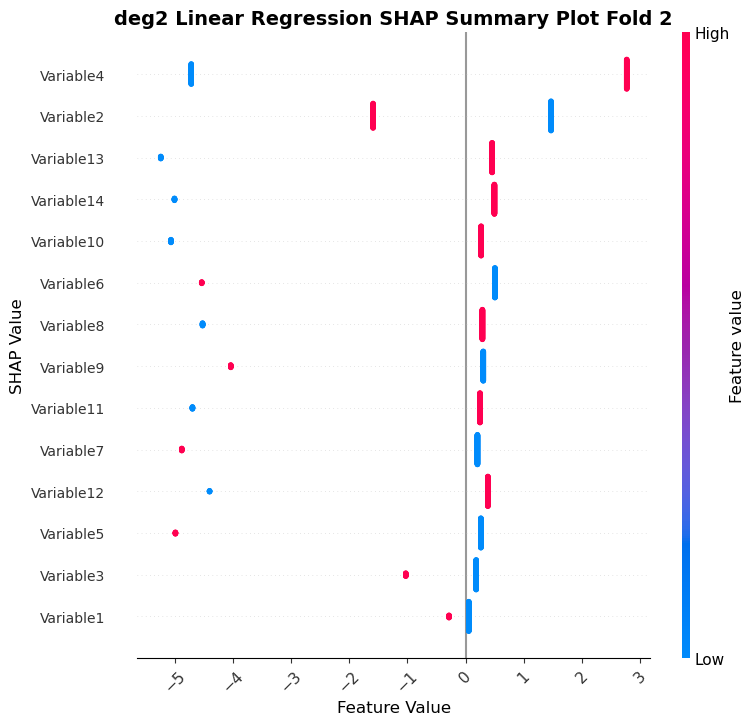 deg2 Linear Regression SHAP Summary Plot Fold 2
High
Variable4
Variable2
Variable13
Variable14
Variable10
Variable6
Variable8
Variable9
Variable11
Variable7
Variable12
Variable5
Variable3
Variable1
SHAP Value
Feature value
Low
−5 −4 −3 −2 −1 0 1 2 3
Feature Value